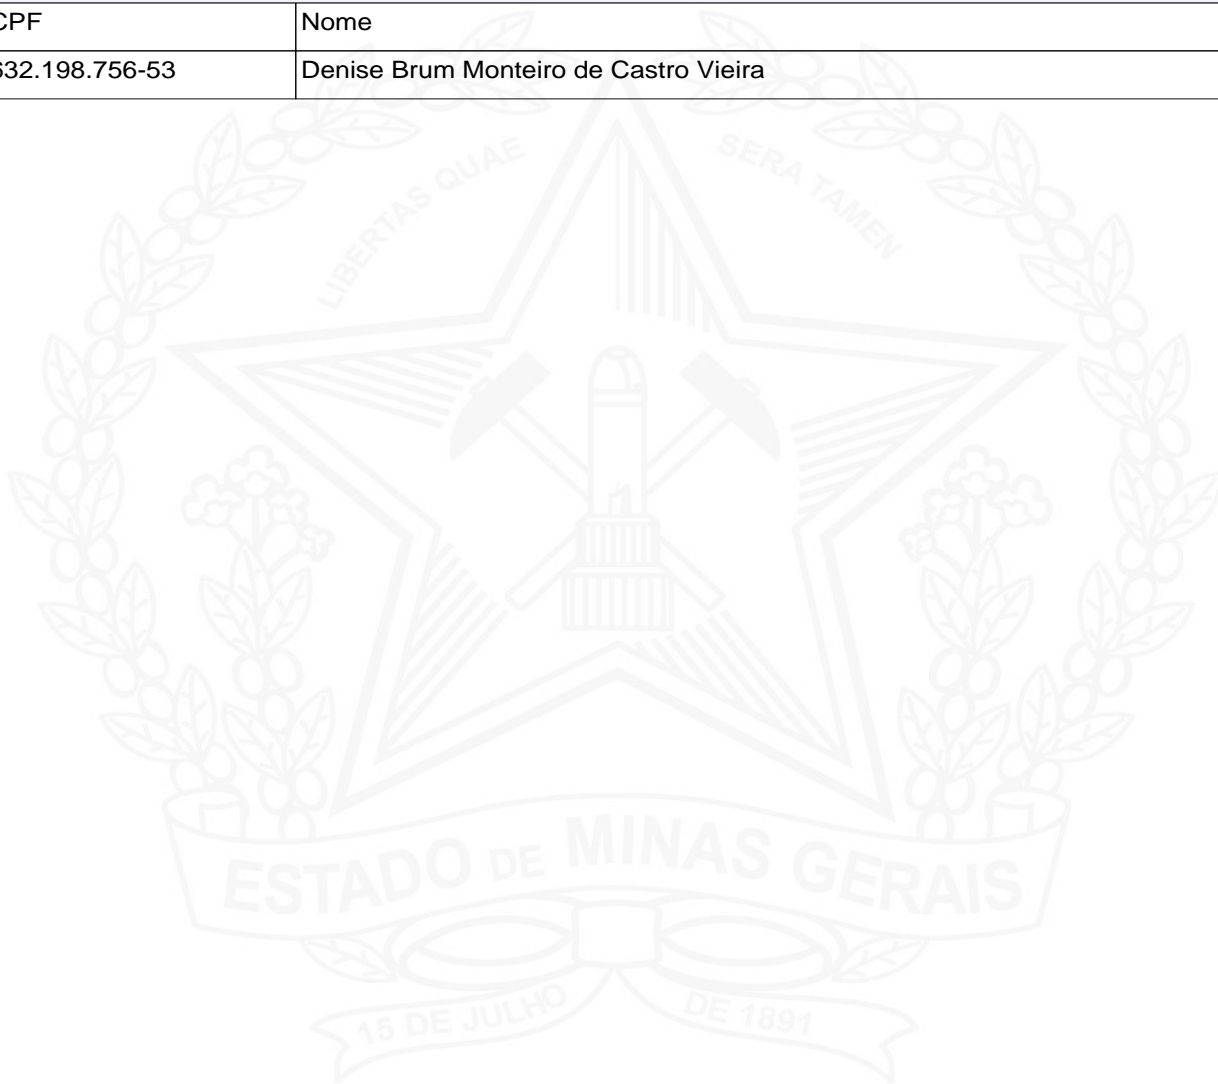 CPF Nome
632.198.756-53 Denise Brum Monteiro de Castro Vieira
LIBERTAS QUAE SERA TAMEN
ESTADO DE MINAS GERAIS
15 DE JULHO DE 1891